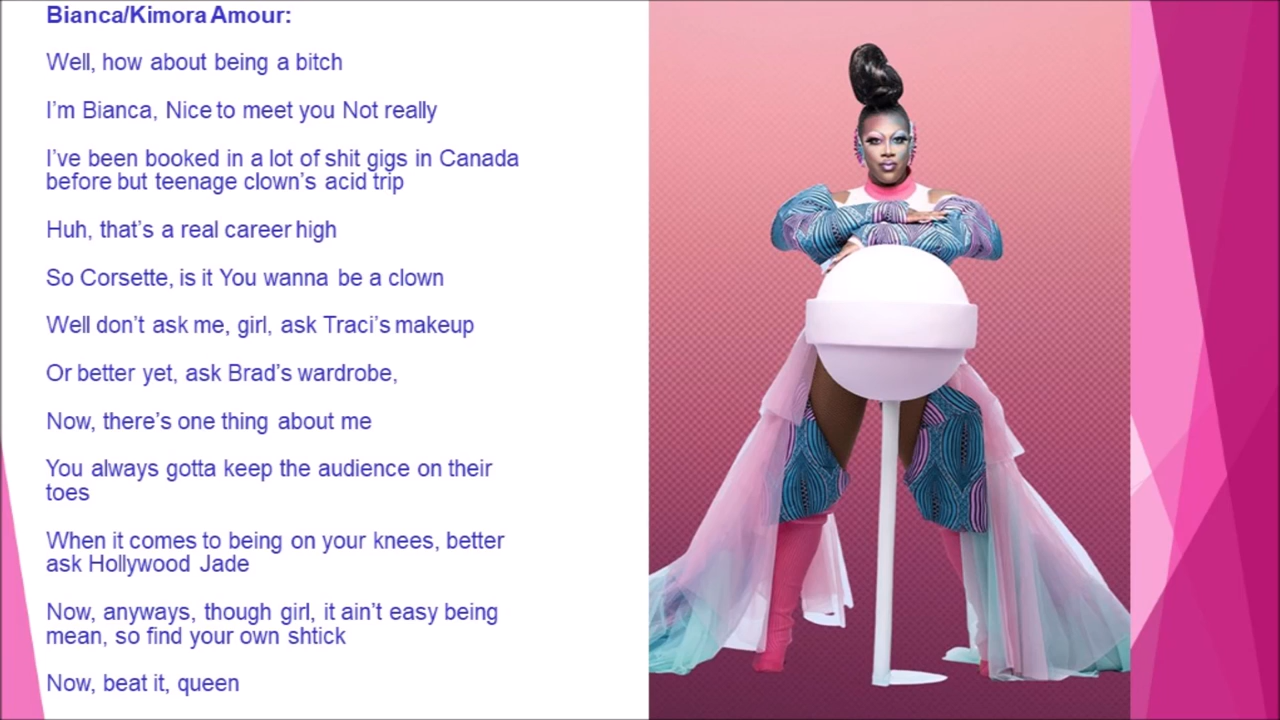 Bianca/Kimora Amour:
Well, how about being a bitch
I'm Bianca, Nice to meet you Not really
I've been booked in a lot of shit gigs in Canada
before but teenage clown's acid trip
Huh, that's a real career high
So Corsette, is it You wanna be a clown
Well don't ask me, girl, ask Traci's makeup
Or better yet, ask Brad's wardrobe,
Now, there's one thing about me
You always gotta keep the audience on their
toes
When it comes to being on your knees, better
ask Hollywood Jade
Now, anyways, though girl, it ain't easy being
mean, so find your own shtick
Now, beat it, queen